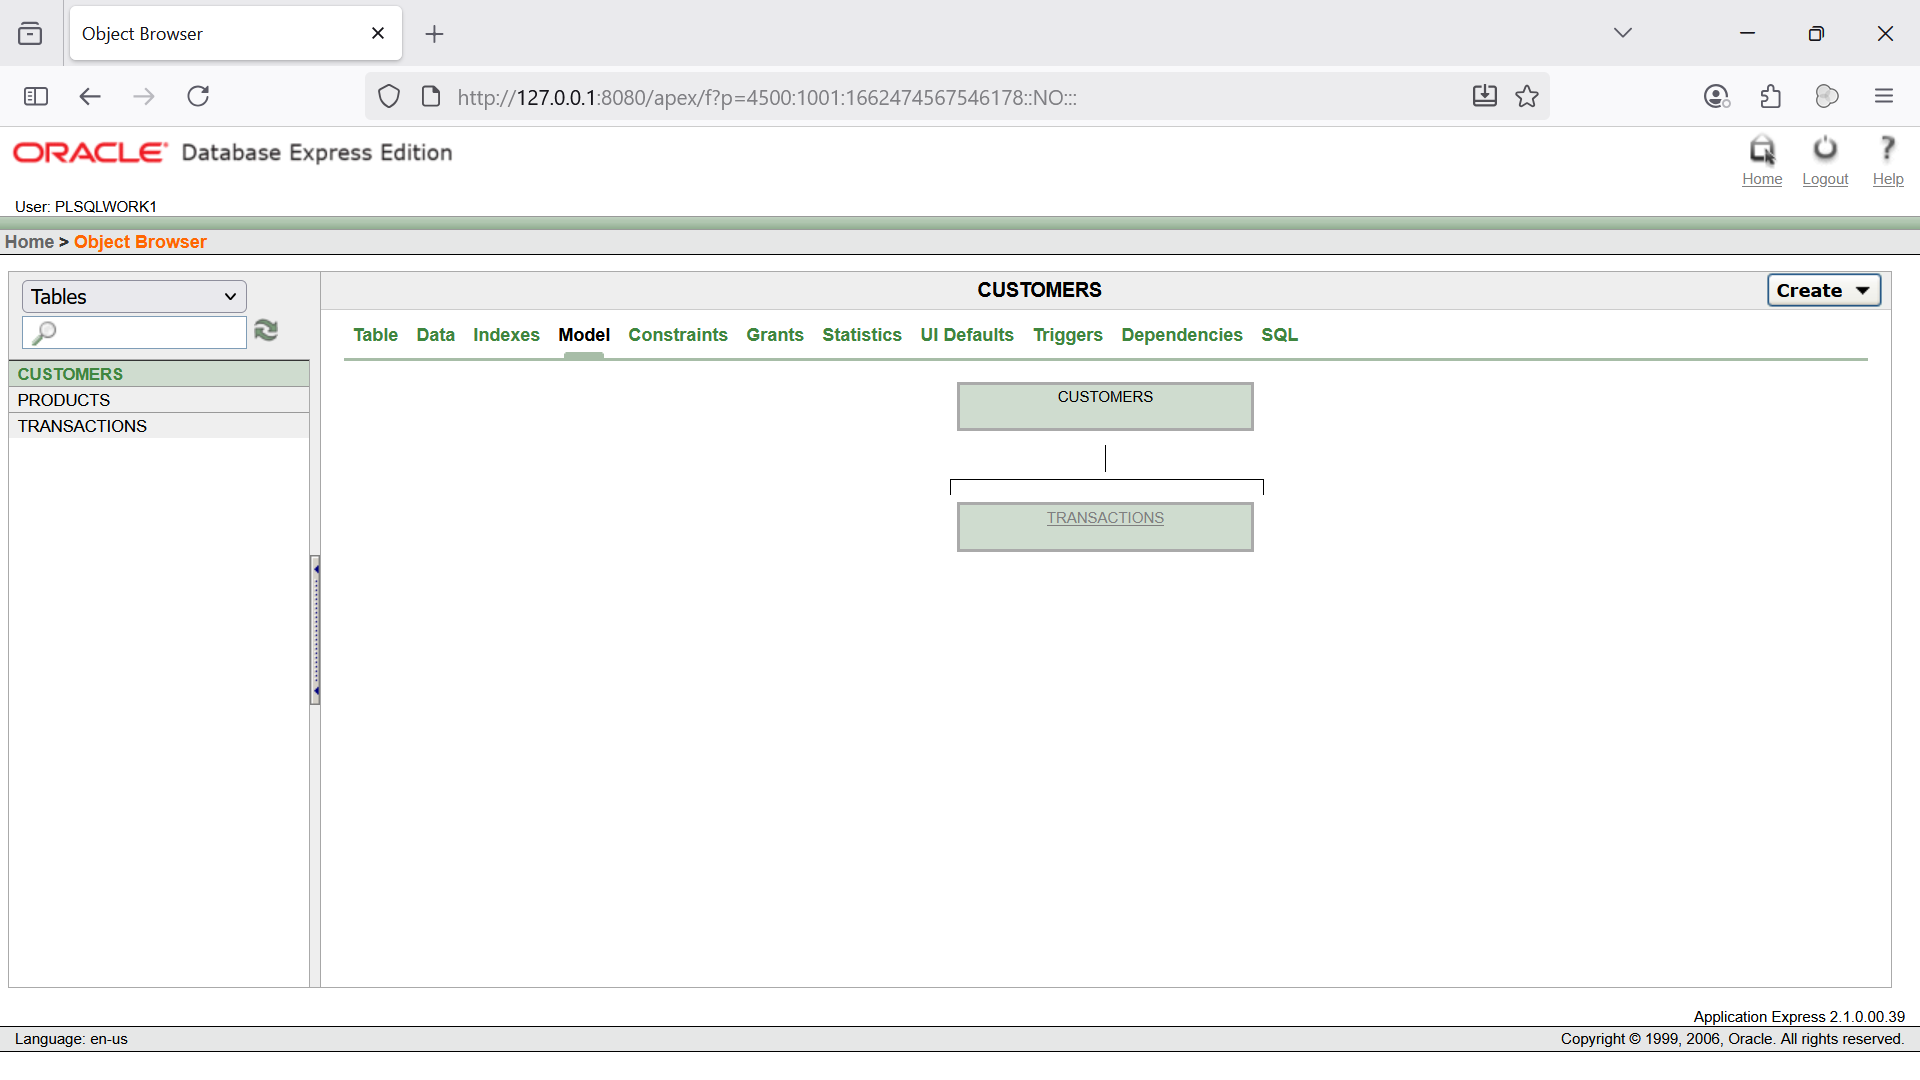 Object Browser
http://127.0.0.1:8080/apex/f?p=4500:1001:1662474567546178::NO:::
ORACLE Database Express Edition
Home Logout Help
User: PLSQLWORK1
Home > Object Browser
Tables
CUSTOMERS
PRODUCTS
TRANSACTIONS
CUSTOMERS
Create
Table Data Indexes Model Constraints Grants Statistics UI Defaults Triggers Dependencies SQL
CUSTOMERS
TRANSACTIONS
Application Express 2.1.0.00.39
Language: en-us
Copyright © 1999, 2006, Oracle. All rights reserved.